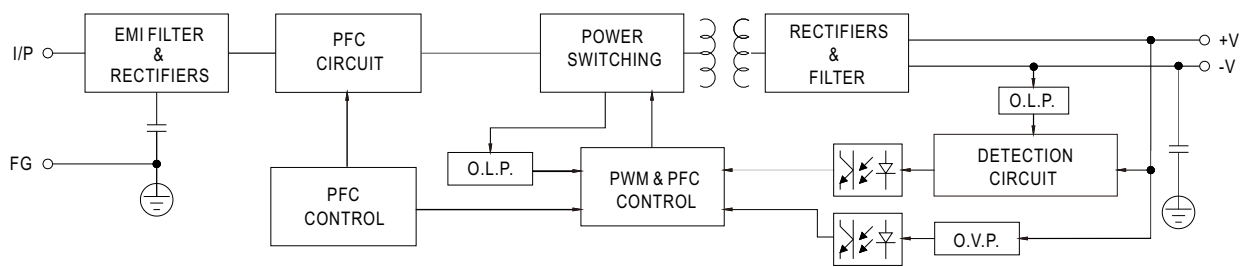 I/P
EMI FILTER
&
RECTIFIERS
PFC
CIRCUIT
POWER
SWITCHING
RECTIFIERS
&
FILTER
+V
-V
O.L.P.
FG
O.L.P.
PFC
CONTROL
PWM & PFC
CONTROL
DETECTION
CIRCUIT
O.V.P.